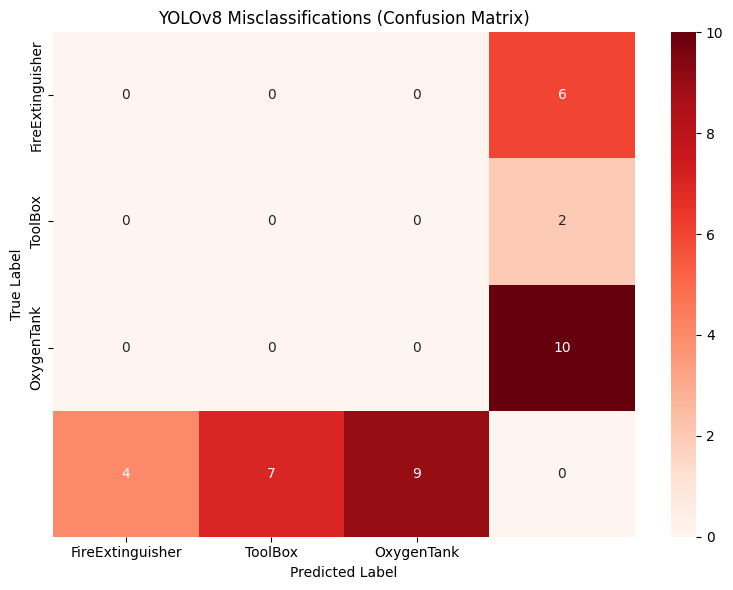 YOLOv8 Misclassifications (Confusion Matrix)
True Label
FireExtinguisher
0 0 0 6
ToolBox
0 0 0 2
OxygenTank
0 0 0 10
4 7 9 0
FireExtinguisher ToolBox OxygenTank
Predicted Label
10
8
6
4
2
0